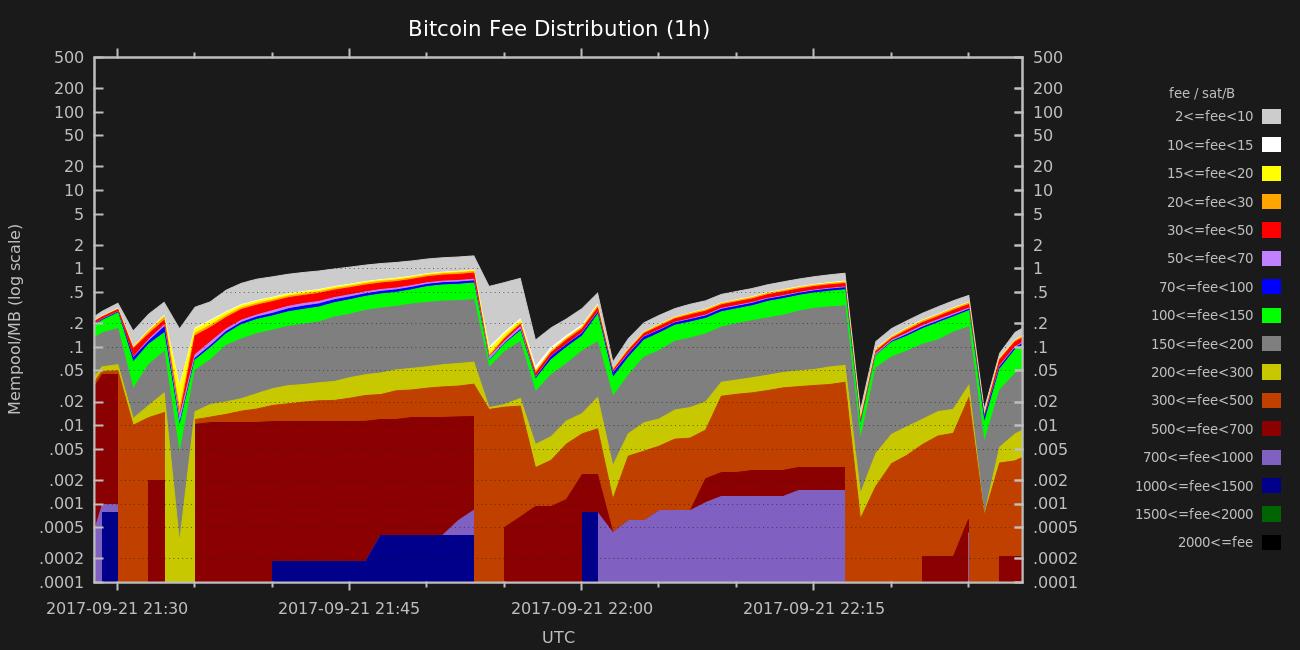 Bitcoin Fee Distribution (1h)
500 500
200 200
100 100
50 50
20 20
10 10
5 5
2 2
1 1
.5 .5
.2 .2
.1 .1
.05 .05
.02 .02
.01 .01
.005 .005
.002 .002
.001 .001
.0005 .0005
.0002 .0002
.0001 .0001
Mempool/MB (log scale)
2017-09-21 21:30 2017-09-21 21:45 2017-09-21 22:00 2017-09-21 22:15
UTC
fee / sat/B
2<=fee<10
10<=fee<15
15<=fee<20
20<=fee<30
30<=fee<50
50<=fee<70
70<=fee<100
100<=fee<150
150<=fee<200
200<=fee<300
300<=fee<500
500<=fee<700
700<=fee<1000
1000<=fee<1500
1500<=fee<2000
2000<=fee